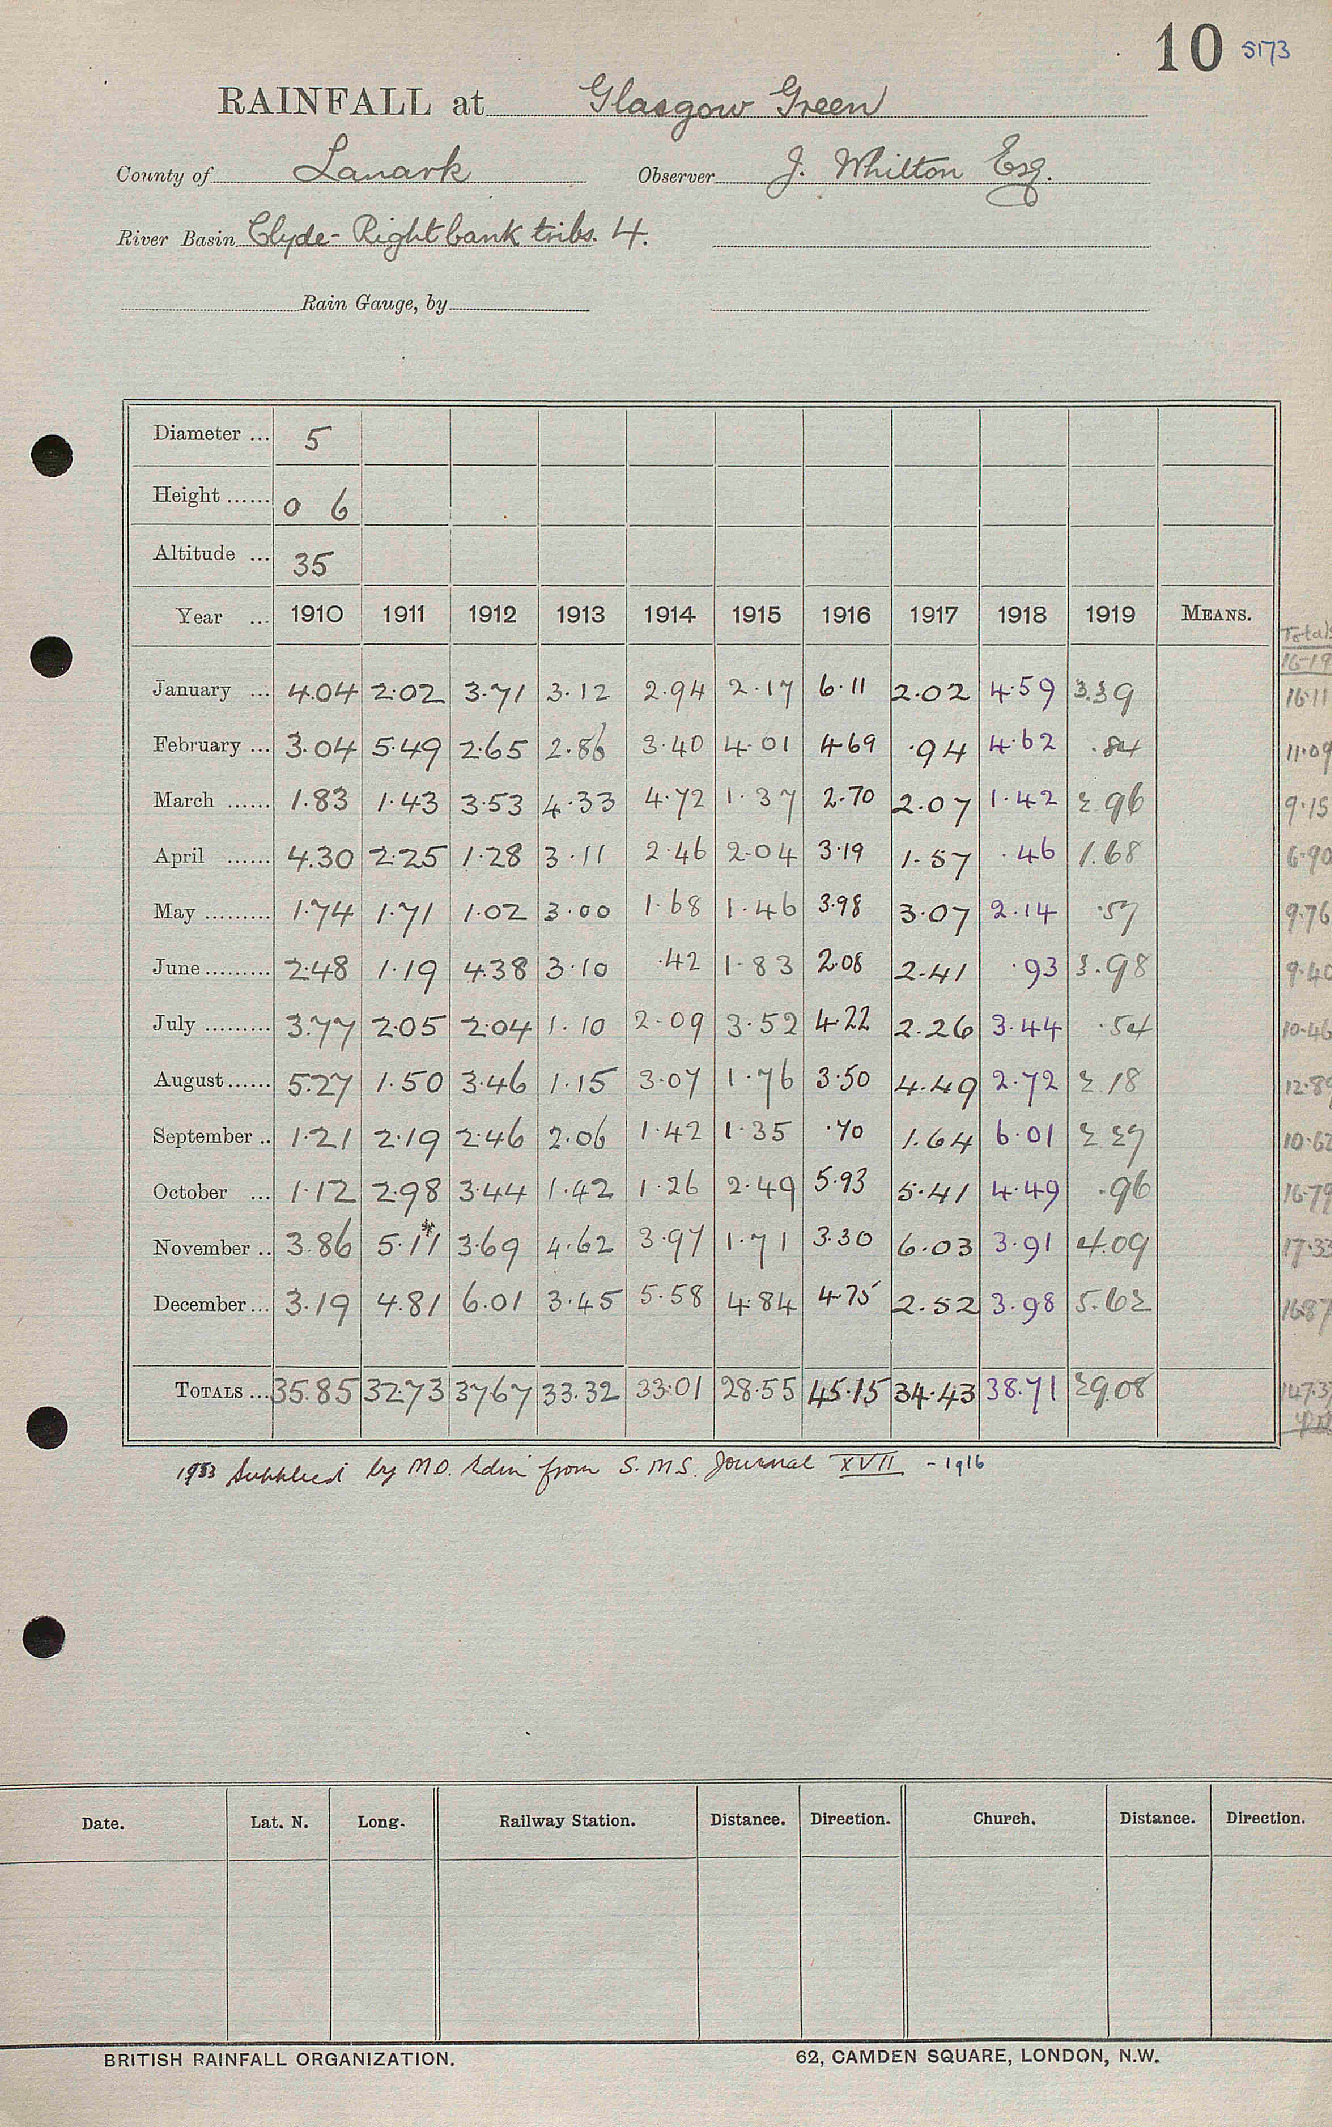 10 5173
RAINFALL at Glasgow Green
County of Lanark Observer J. Whilton Esq.
River Basin Clyde - Right bank tribs. 4.
Rain Gauge, by
Diameter ... 5
Height ...... 0 6
Altitude ... 35
Year ... 1910 1911 1912 1913 1914 1915 1916 1917 1918 1919 MEANS. Totals
16-19
January ... 4.04 2.02 3.71 3.12 2.94 2.17 6.11 2.02 4.59 3.39 16.11
February ... 3.04 5.49 2.65 2.86 3.40 4.01 4.69 .94 4.62 .84 11.09
March ...... 1.83 1.43 3.53 4.33 4.72 1.37 2.70 2.07 1.42 2.96 9.15
April ...... 4.30 2.25 1.28 3.11 2.46 2.04 3.19 1.57 .46 1.68 6.90
May ......... 1.74 1.71 1.02 3.00 1.68 1.46 3.98 3.07 2.14 .57 9.76
June ......... 2.48 1.19 4.38 3.10 .42 1.83 2.08 2.41 .93 3.98 9.40
July ......... 3.77 2.05 2.04 1.10 2.09 3.52 4.22 2.26 3.44 .54 10.46
August...... 5.27 1.50 3.46 1.15 3.07 1.76 3.50 4.49 2.72 2.18 12.89
September .. 1.21 2.19 2.46 2.06 1.42 1.35 .70 1.64 6.01 2.27 10.62
October ... 1.12 2.98 3.44 1.42 1.26 2.49 5.93 5.41 4.49 .96 16.79
November .. 3.86 5.11* 3.69 4.62 3.97 1.71 3.30 6.03 3.91 4.09 17.33
December ... 3.19 4.81 6.01 3.45 5.58 4.84 4.75 2.52 3.98 5.62 16.87
TOTALS ... 35.85 32.73 37.67 33.32 33.01 28.55 45.15 34.43 38.71 29.08 147.37
1953 Supplied by M.O. Edin from S.M.S. Journal XVII - 1916
Date. Lat. N. Long. Railway Station. Distance. Direction. Church. Distance. Direction.
BRITISH RAINFALL ORGANIZATION. 62, CAMDEN SQUARE, LONDON, N.W.